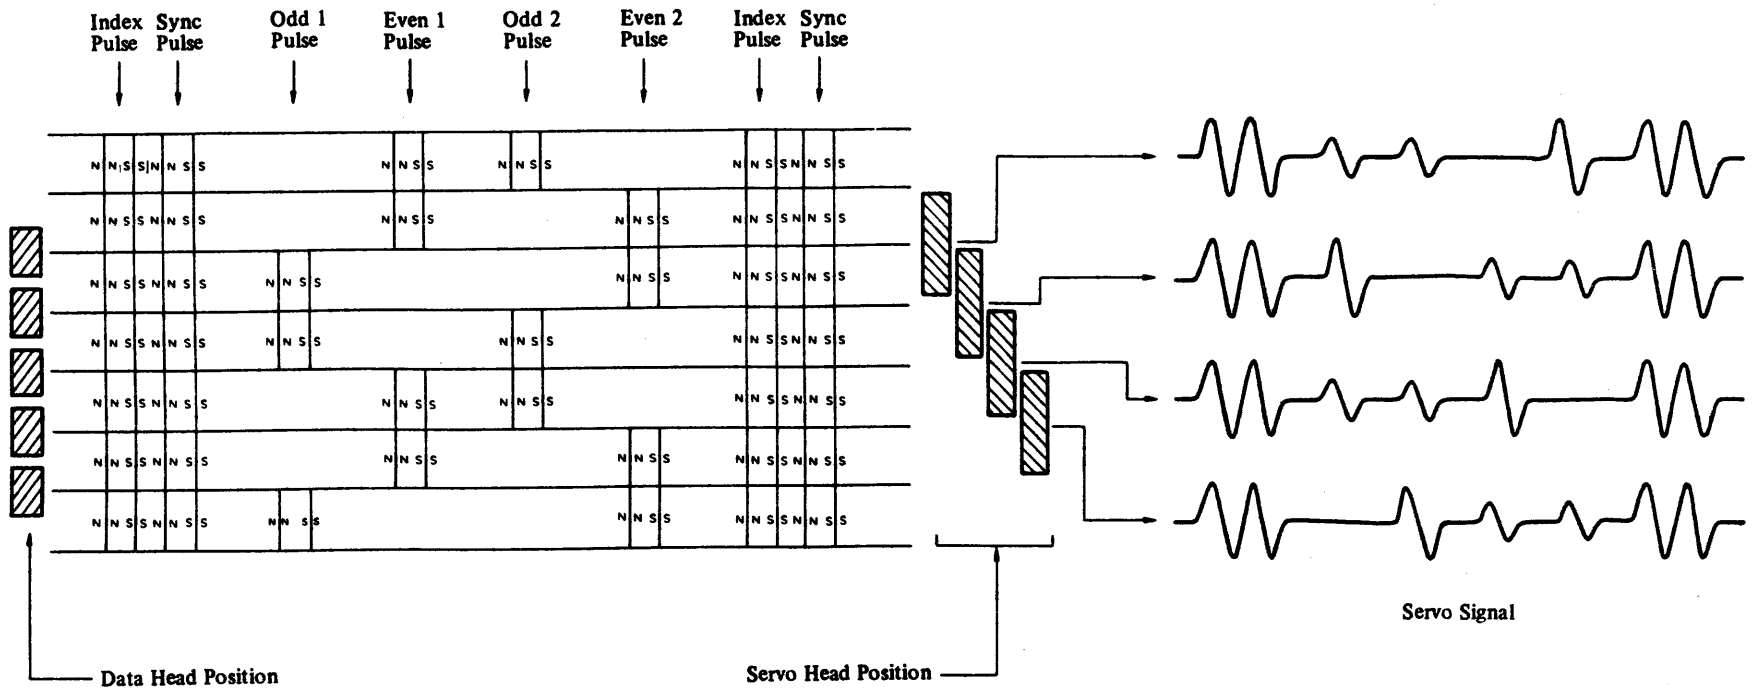 Index Sync Odd 1 Even 1 Odd 2 Even 2 Index Sync
Pulse Pulse Pulse Pulse Pulse Pulse Pulse Pulse
N N S S N N S S N N S S N N S S N N S S N N S S
N N S S N N S S N N S S N N S S N N S S N N S S
N N S S N N S S N N S S N N S S N N S S N N S S
N N S S N N S S N N S S N N S S N N S S N N S S
N N S S N N S S N N S S N N S S N N S S N N S S
N N S S N N S S N N S S N N S S N N S S N N S S
N N S S N N S S N N S S N N S S N N S S N N S S
Servo Signal
Servo Head Position
Data Head Position